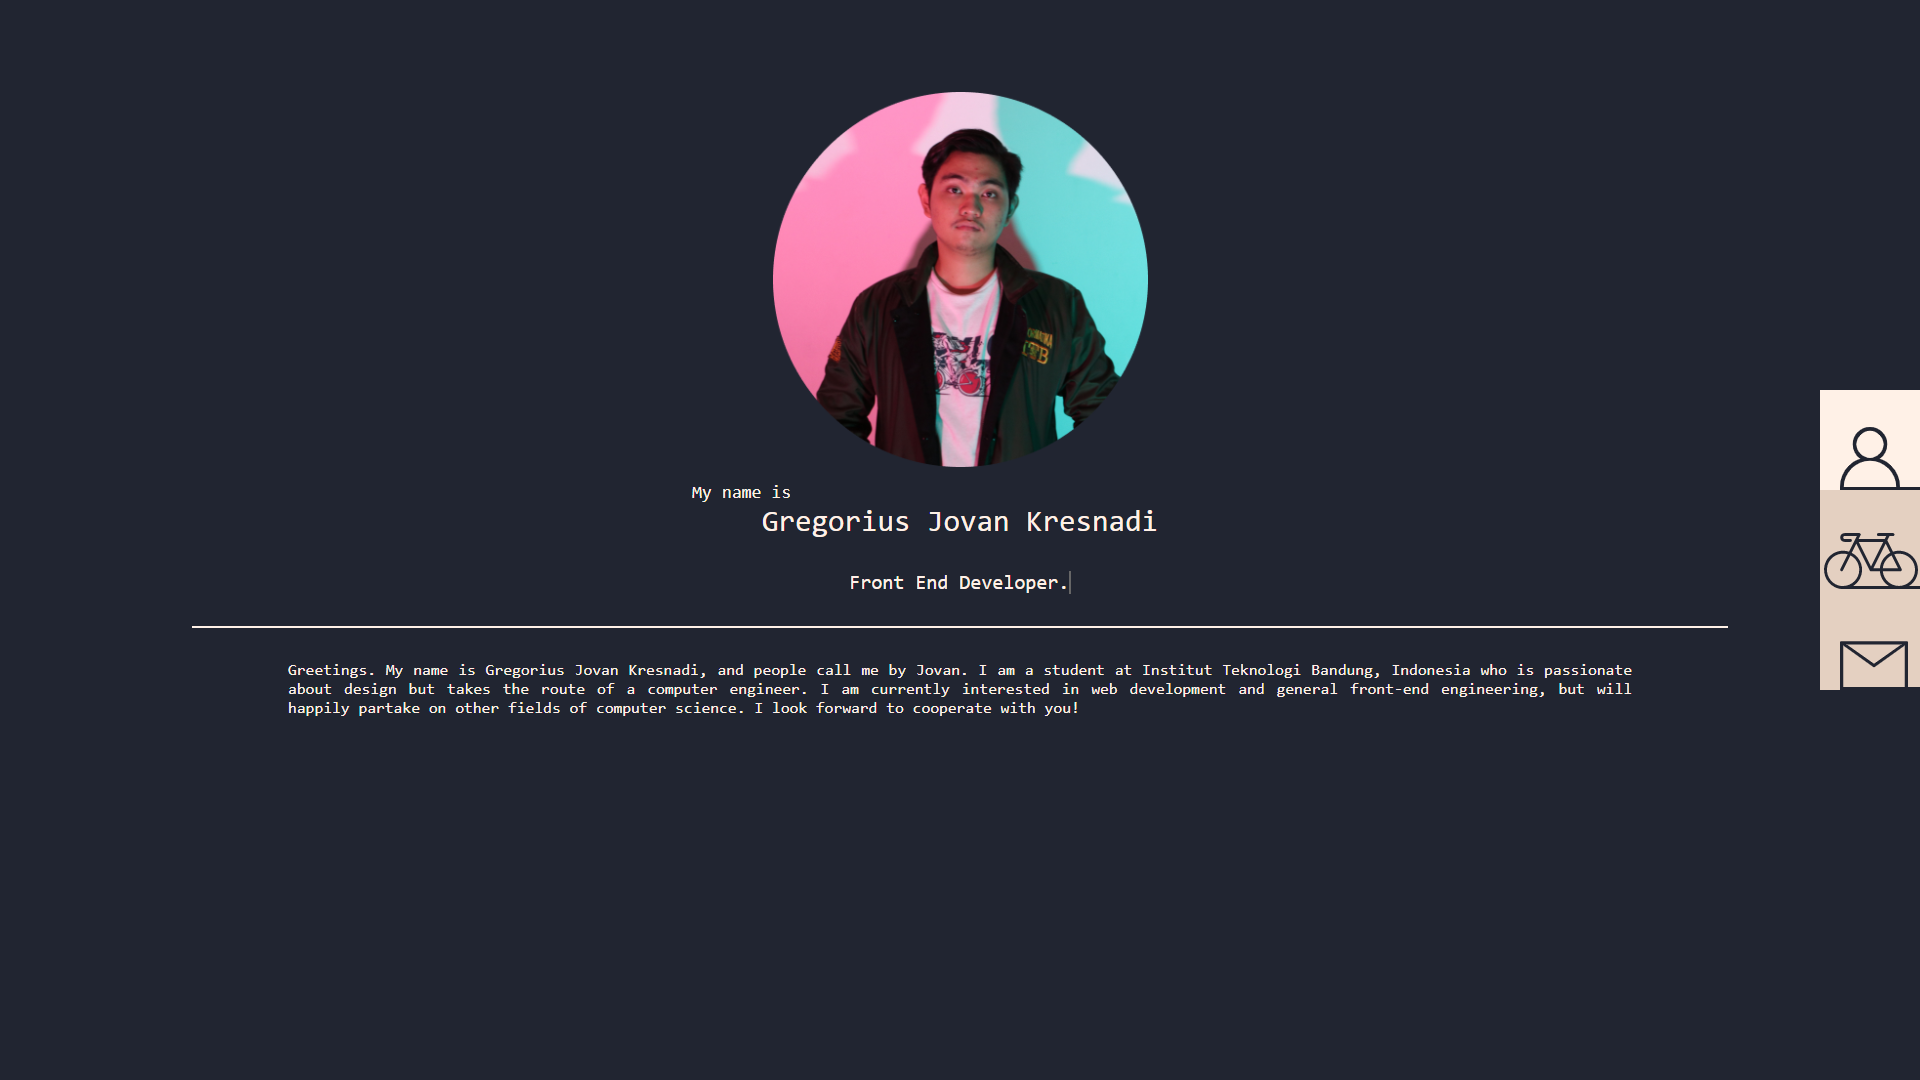 My name is
Gregorius Jovan Kresnadi
Front End Developer.
Greetings. My name is Gregorius Jovan Kresnadi, and people call me by Jovan. I am a student at Institut Teknologi Bandung, Indonesia who is passionate
about design but takes the route of a computer engineer. I am currently interested in web development and general front-end engineering, but will
happily partake on other fields of computer science. I look forward to cooperate with you!